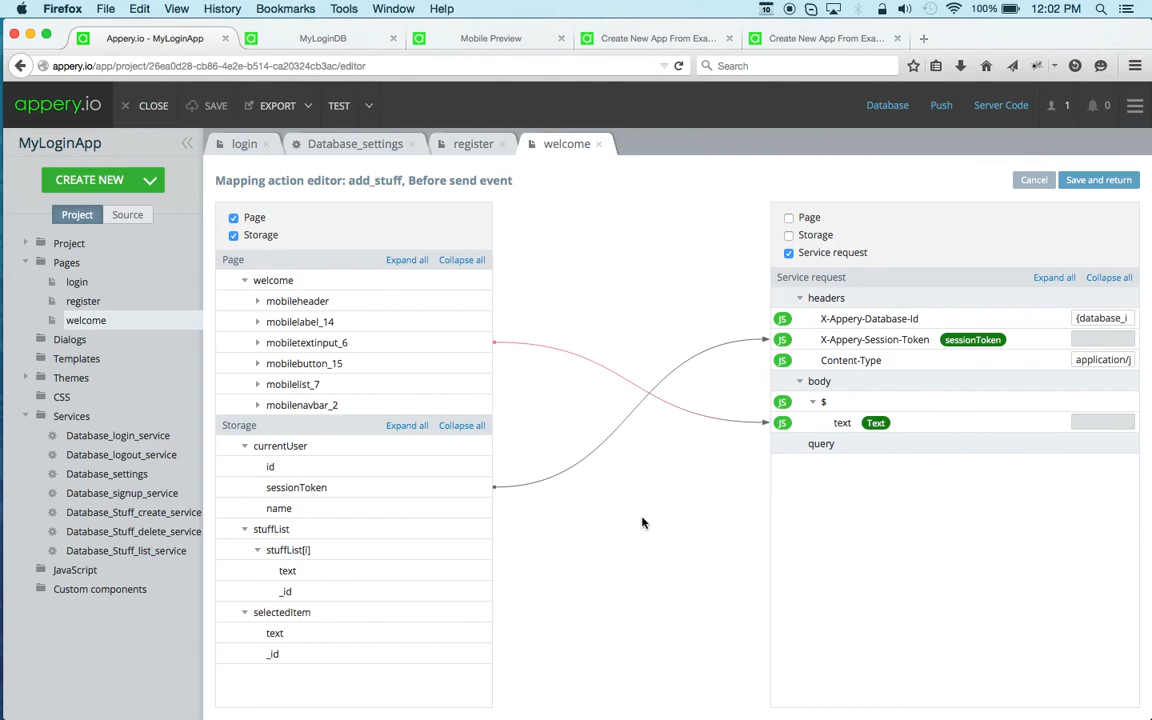 Firefox File Edit View History Bookmarks Tools Window Help 10 100% 12:02 PM
Appery.io - MyLoginApp × MyLoginDB × Mobile Preview × Create New App From Exa... × Create New App From Exa... × +
appery.io/app/project/26ea0d28-cb86-4e2e-b514-ca20324cb3ac/editor Search
appery.io × CLOSE SAVE EXPORT TEST Database Push Server Code 1 0
MyLoginApp
login × Database_settings × register × welcome ×
CREATE NEW
Project Source
Project
Pages
login
register
welcome
Dialogs
Templates
Themes
CSS
Services
Database_login_service
Database_logout_service
Database_settings
Database_signup_service
Database_Stuff_create_service
Database_Stuff_delete_service
Database_Stuff_list_service
JavaScript
Custom components
Mapping action editor: add_stuff, Before send event Cancel Save and return
Page
Storage
Page Expand all Collapse all
welcome
mobileheader
mobilelabel_14
mobiletextinput_6
mobilebutton_15
mobilelist_7
mobilenavbar_2
Storage Expand all Collapse all
currentUser
id
sessionToken
name
stuffList
stuffList[i]
text
_id
selectedItem
text
_id
Page
Storage
Service request
Service request Expand all Collapse all
headers
JS X-Appery-Database-Id {database_i
JS X-Appery-Session-Token sessionToken
JS Content-Type application/j
body
JS $
JS text Text
query